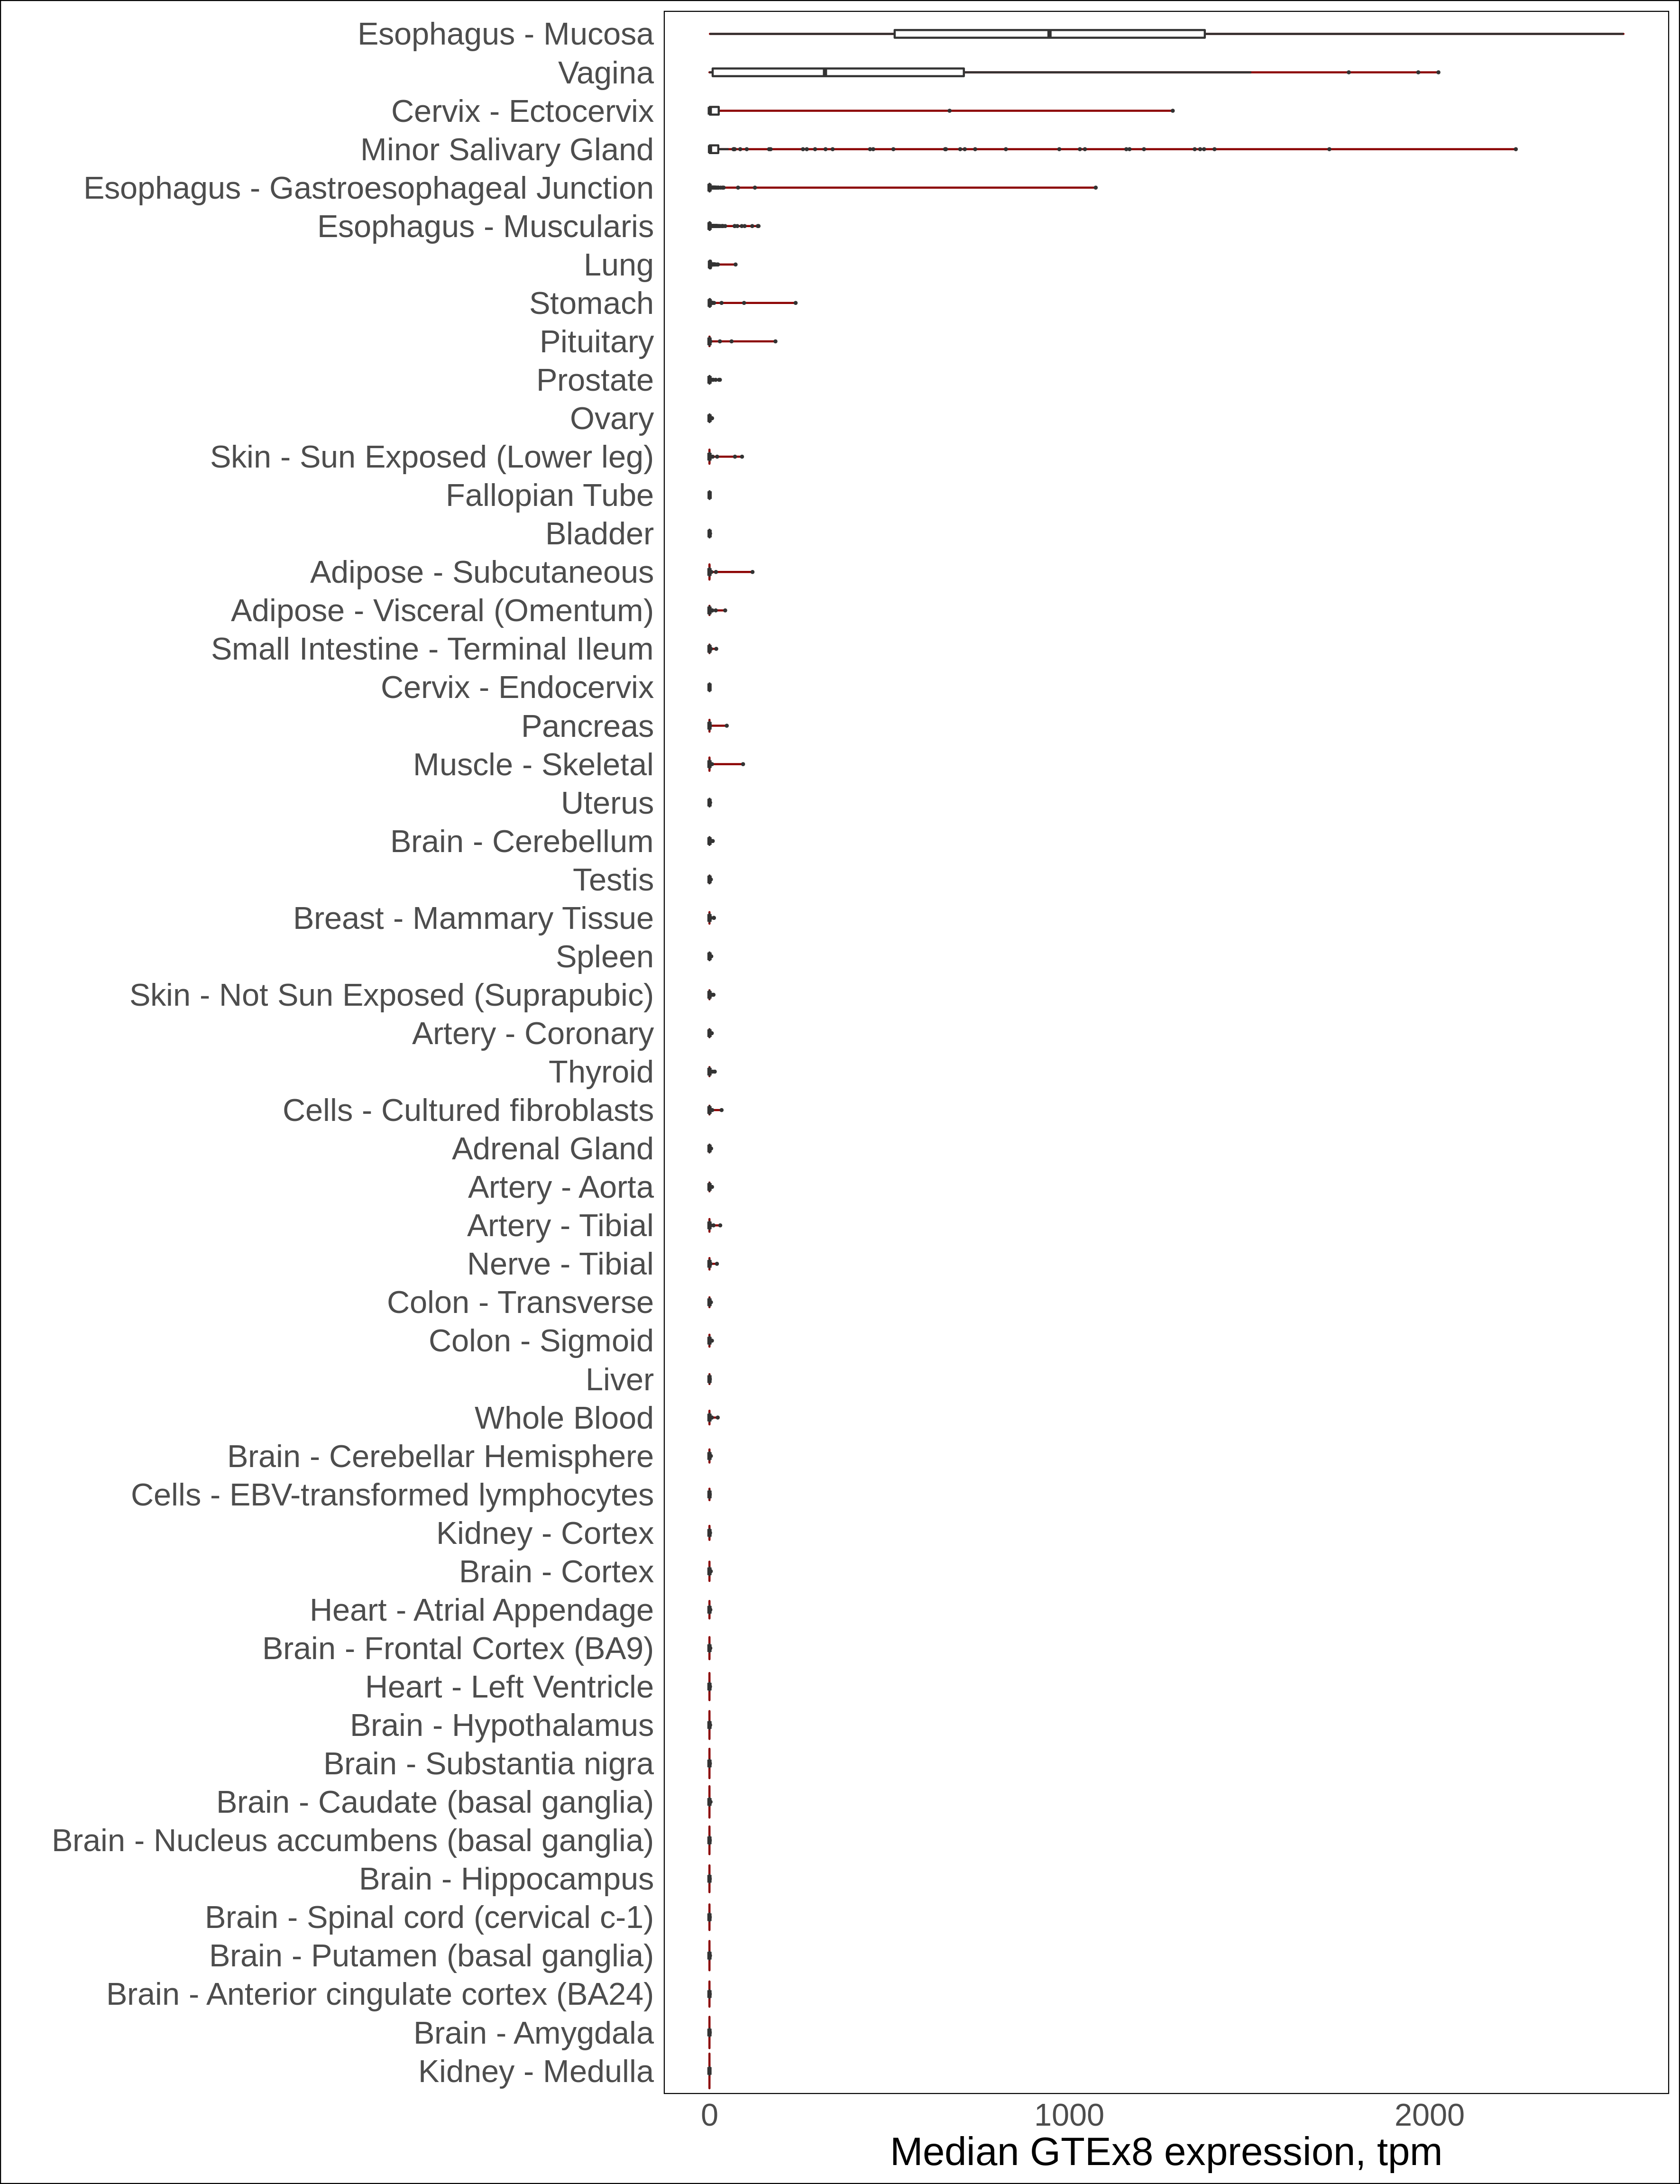 Esophagus - Mucosa
Vagina
Cervix - Ectocervix
Minor Salivary Gland
Esophagus - Gastroesophageal Junction
Esophagus - Muscularis
Lung
Stomach
Pituitary
Prostate
Ovary
Skin - Sun Exposed (Lower leg)
Fallopian Tube
Bladder
Adipose - Subcutaneous
Adipose - Visceral (Omentum)
Small Intestine - Terminal Ileum
Cervix - Endocervix
Pancreas
Muscle - Skeletal
Uterus
Brain - Cerebellum
Testis
Breast - Mammary Tissue
Spleen
Skin - Not Sun Exposed (Suprapubic)
Artery - Coronary
Thyroid
Cells - Cultured fibroblasts
Adrenal Gland
Artery - Aorta
Artery - Tibial
Nerve - Tibial
Colon - Transverse
Colon - Sigmoid
Liver
Whole Blood
Brain - Cerebellar Hemisphere
Cells - EBV-transformed lymphocytes
Kidney - Cortex
Brain - Cortex
Heart - Atrial Appendage
Brain - Frontal Cortex (BA9)
Heart - Left Ventricle
Brain - Hypothalamus
Brain - Substantia nigra
Brain - Caudate (basal ganglia)
Brain - Nucleus accumbens (basal ganglia)
Brain - Hippocampus
Brain - Spinal cord (cervical c-1)
Brain - Putamen (basal ganglia)
Brain - Anterior cingulate cortex (BA24)
Brain - Amygdala
Kidney - Medulla
0 1000 2000
Median GTEx8 expression, tpm